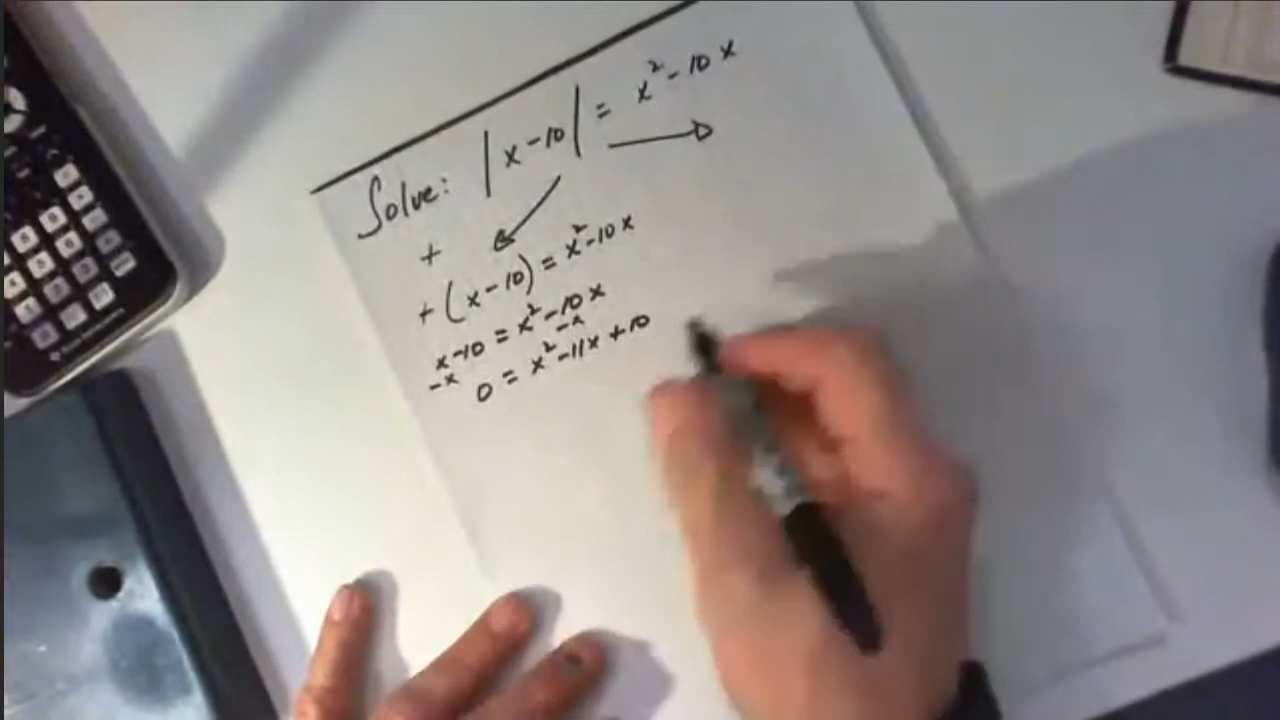 Solve: |x-10| = x²-10x
+
+(x-10) = x²-10x
x-10 = x²-10x
-x -x
0 = x²-11x+10